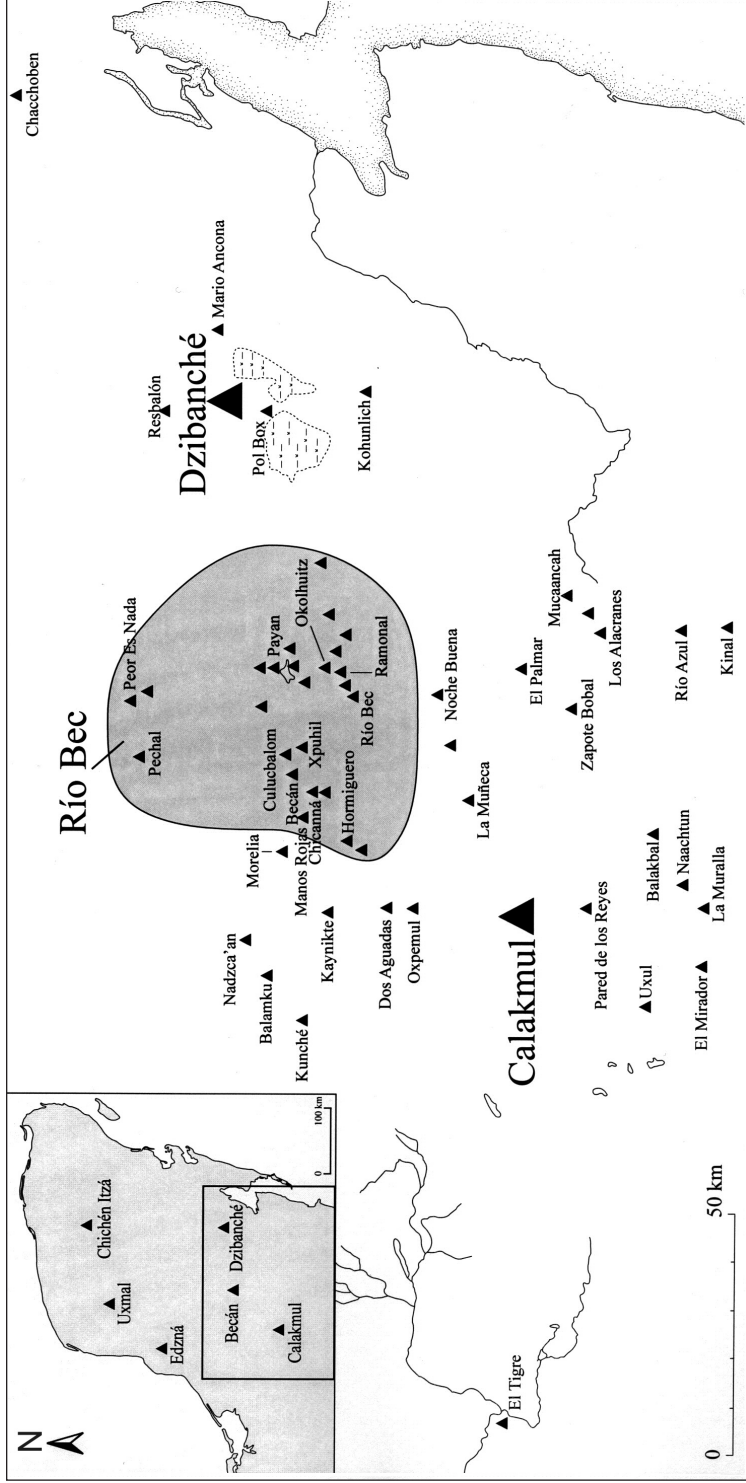 N
Chichén Itzá
Uxmal
Edzná
Becán
Dzibanché
Calakmul
0
100 km
Chacchoben
Río Bec
Peor Es Nada
Pechal
Resbalón
Dzibanché
Mario Ancona
Pol Box
Kohunlich
Culucbalom
Payan
Becán
Xpuhil
Okolhuitz
Morelia
Manos Rojas
Chicanná
Hormiguero
Río Bec
Ramonal
Nadzca'an
Balamku
Kunché
Kaynikte
Dos Aguadas
Oxpemul
Noche Buena
La Muñeca
Calakmul
El Palmar
Mucaancah
Zapote Bobal
Los Alacranes
Pared de los Reyes
Balakbal
Uxul
Naachtun
Río Azul
El Mirador
La Muralla
Kinal
El Tigre
0
50 km